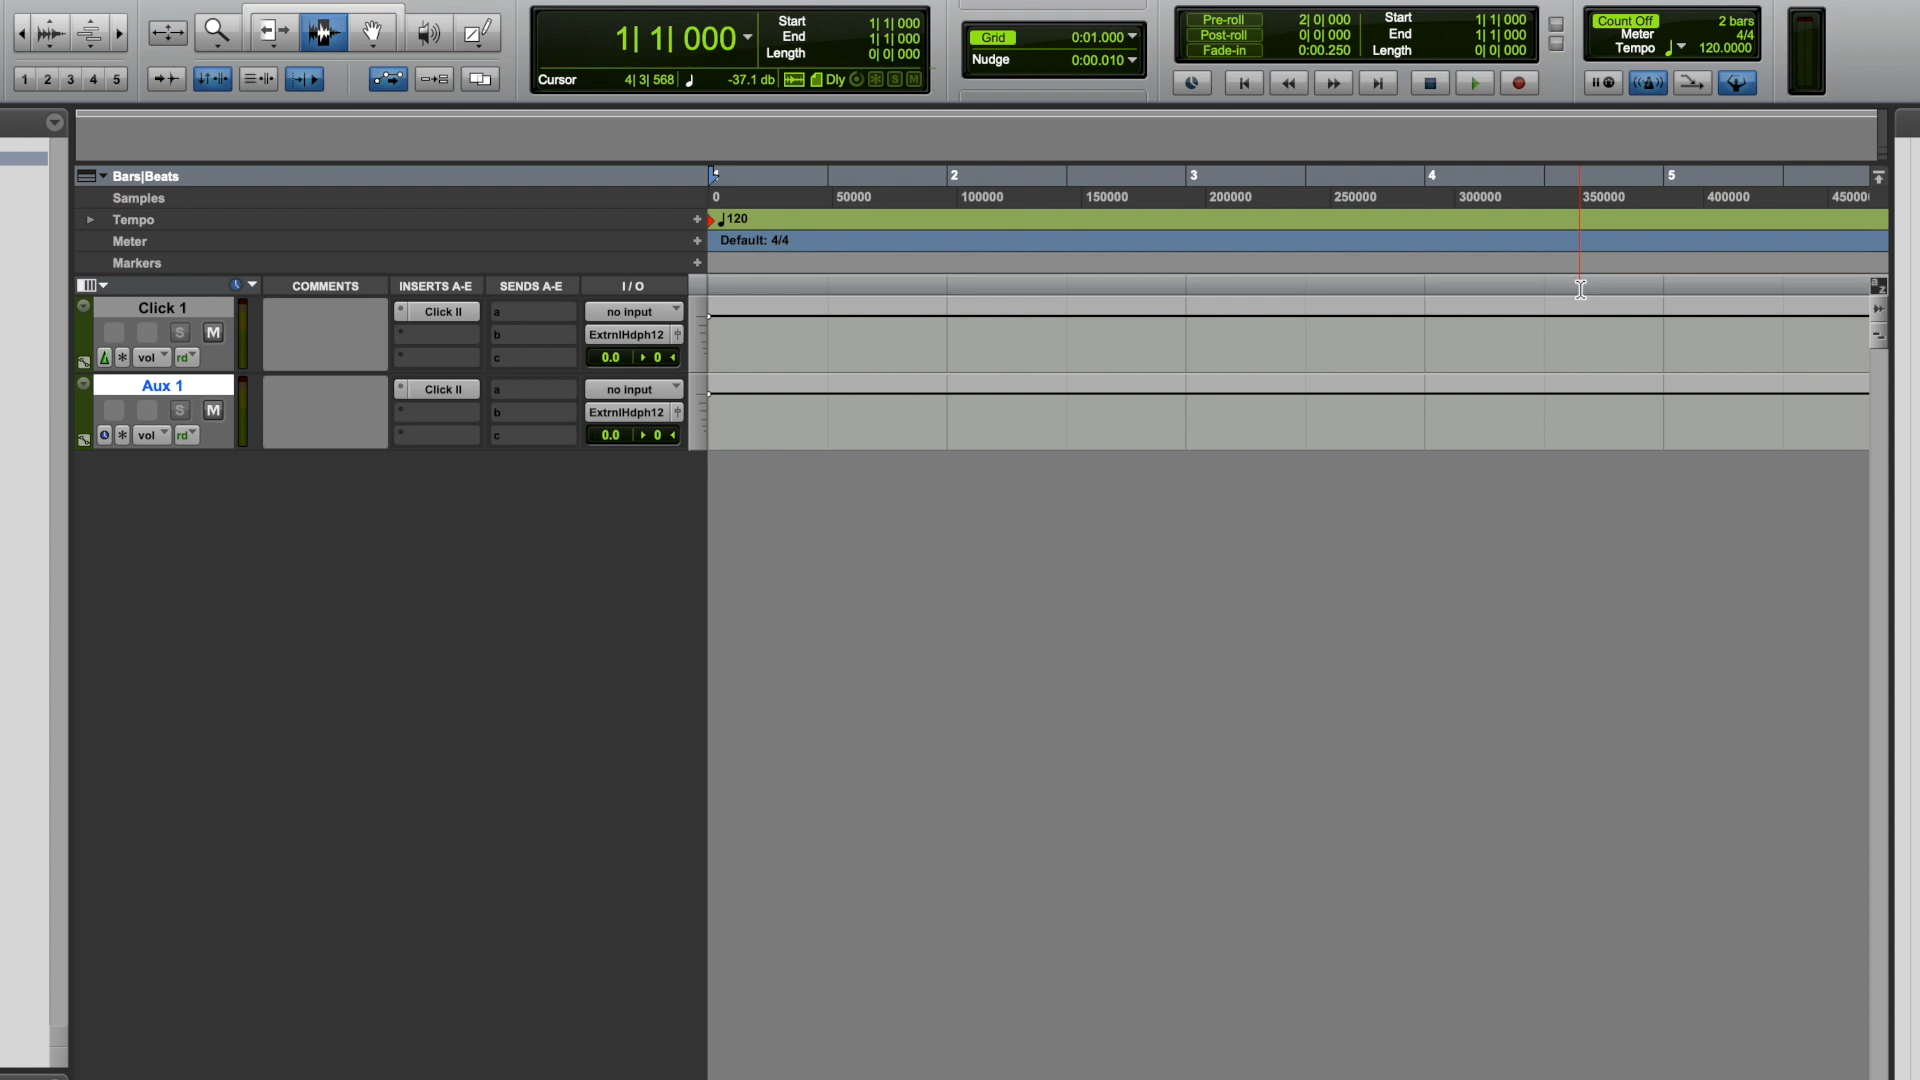 1| 1| 000
Start 1| 1| 000
End 1| 1| 000
Length 0| 0| 000
Cursor 4| 3| 568 -37.1 db Dly S M
Grid 0:01.000
Nudge 0:00.010
Pre-roll 2| 0| 000
Post-roll 0| 0| 000
Fade-in 0:00.250
Start 1| 1| 000
End 1| 1| 000
Length 0| 0| 000
Count Off 2 bars
Meter 4/4
Tempo 120.0000
1 2 3 4 5
Bars|Beats 2 3 4 5
Samples 0 50000 100000 150000 200000 250000 300000 350000 400000 45000
Tempo + 120
Meter + Default: 4/4
Markers +
COMMENTS INSERTS A-E SENDS A-E I / O
a z
Click 1 Click II a no input
S M b ExtrnlHdph12
vol rd c 0.0 0
Aux 1 Click II a no input
S M b ExtrnlHdph12
vol rd c 0.0 0